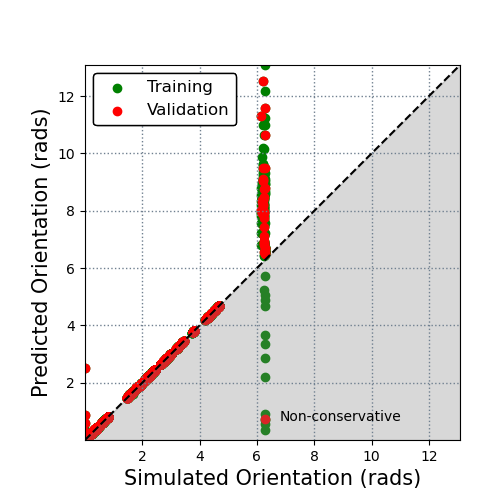 Training
Validation
12
10
8
6
4
2
Predicted Orientation (rads)
Non-conservative
2 4 6 8 10 12
Simulated Orientation (rads)